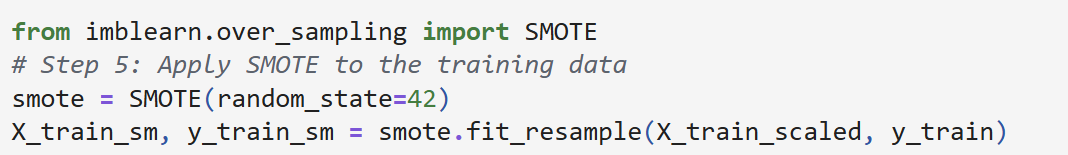 from imblearn.over_sampling import SMOTE
# Step 5: Apply SMOTE to the training data
smote = SMOTE(random_state=42)
X_train_sm, y_train_sm = smote.fit_resample(X_train_scaled, y_train)